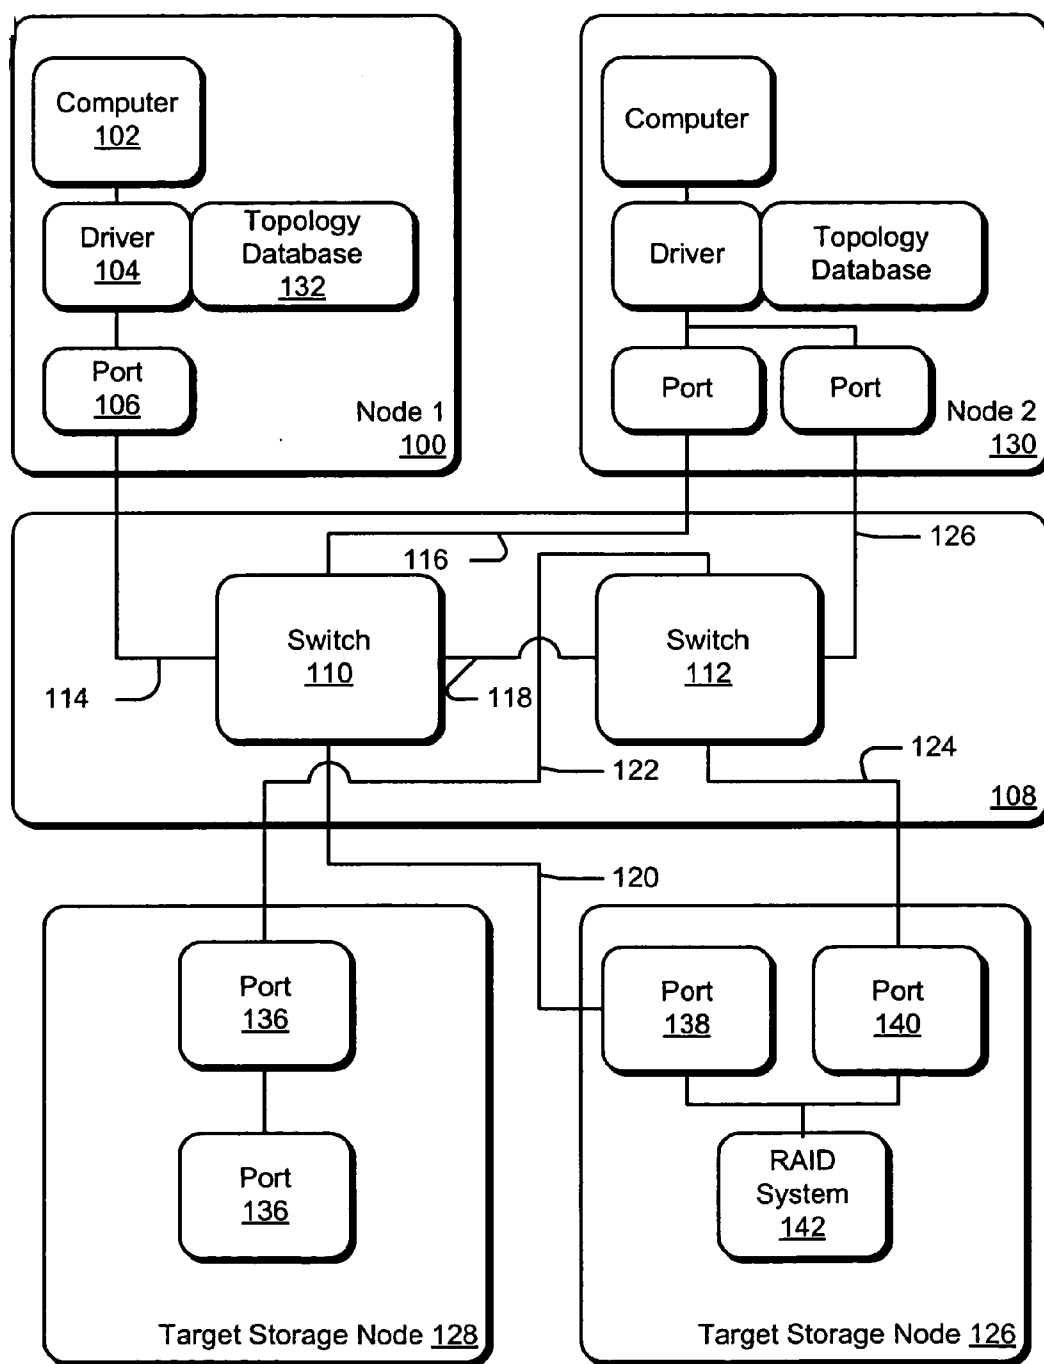 Computer
102
Driver
104
Topology
Database
132
Port
106
Node 1
100
Computer
Driver
Topology
Database
Port
Port
Node 2
130
116
126
Switch
110
Switch
112
114
118
122
124
108
120
Port
136
Port
136
Target Storage Node 128
Port
138
Port
140
RAID
System
142
Target Storage Node 126